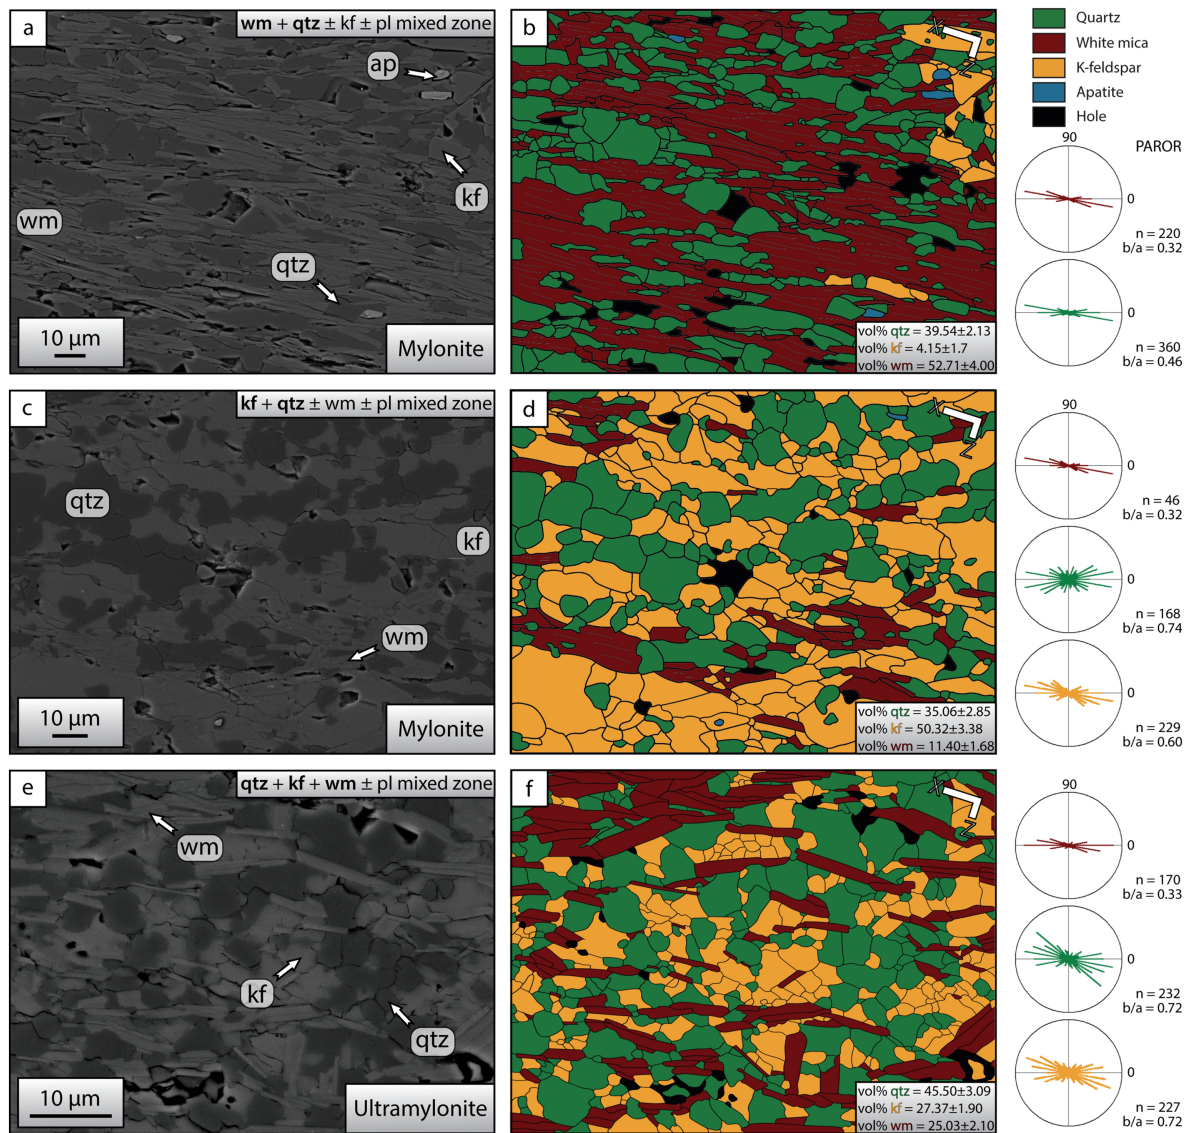 a
wm + qtz ± kf ± pl mixed zone
ap
kf
wm
qtz
10 μm
Mylonite
b
X
Z
vol% qtz = 39.54±2.13
vol% kf = 4.15±1.7
vol% wm = 52.71±4.00
Quartz
White mica
K-feldspar
Apatite
Hole
90
PAROR
0
n = 220
b/a = 0.32
0
n = 360
b/a = 0.46
c
kf + qtz ± wm ± pl mixed zone
qtz
kf
wm
10 μm
Mylonite
d
X
Z
vol% qtz = 35.06±2.85
vol% kf = 50.32±3.38
vol% wm = 11.40±1.68
90
0
n = 46
b/a = 0.32
0
n = 168
b/a = 0.74
0
n = 229
b/a = 0.60
e
qtz + kf + wm ± pl mixed zone
wm
kf
qtz
10 μm
Ultramylonite
f
X
Z
vol% qtz = 45.50±3.09
vol% kf = 27.37±1.90
vol% wm = 25.03±2.10
90
0
n = 170
b/a = 0.33
0
n = 232
b/a = 0.72
0
n = 227
b/a = 0.72